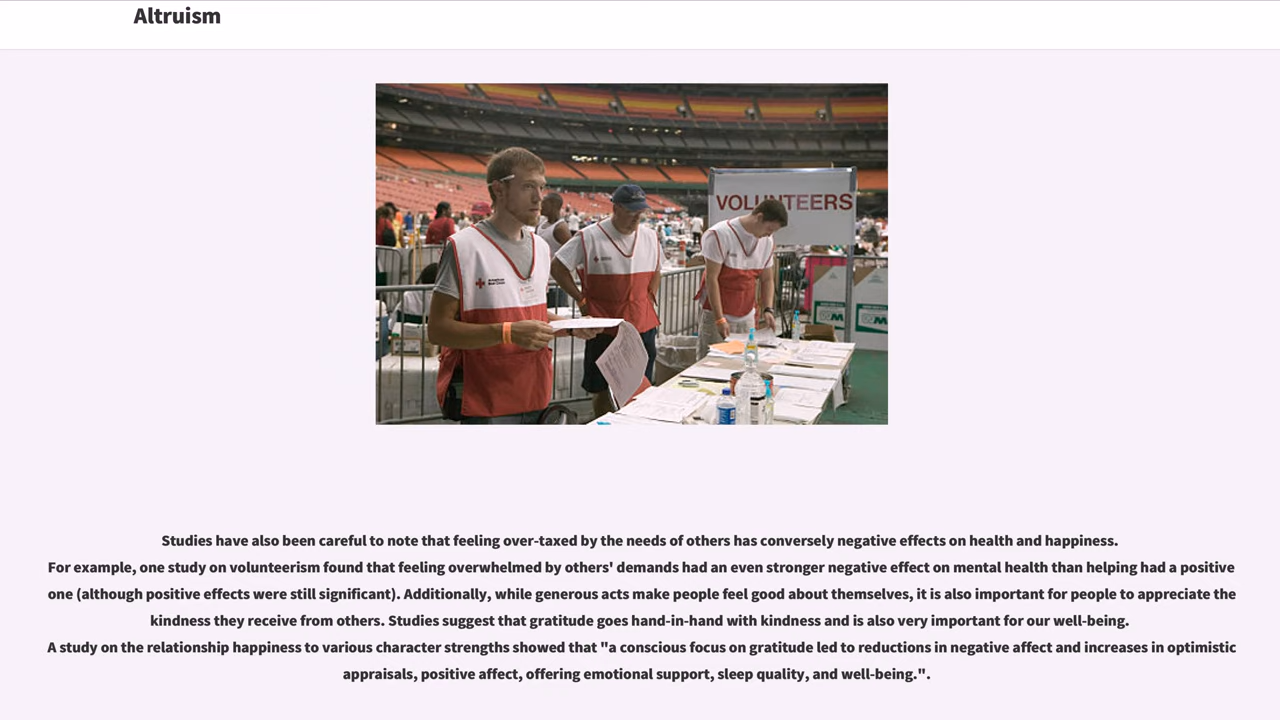 Altruism
VOLUNTEERS
American
Red Cross
Studies have also been careful to note that feeling over-taxed by the needs of others has conversely negative effects on health and happiness.
For example, one study on volunteerism found that feeling overwhelmed by others' demands had an even stronger negative effect on mental health than helping had a positive
one (although positive effects were still significant). Additionally, while generous acts make people feel good about themselves, it is also important for people to appreciate the
kindness they receive from others. Studies suggest that gratitude goes hand-in-hand with kindness and is also very important for our well-being.
A study on the relationship happiness to various character strengths showed that "a conscious focus on gratitude led to reductions in negative affect and increases in optimistic
appraisals, positive affect, offering emotional support, sleep quality, and well-being.".